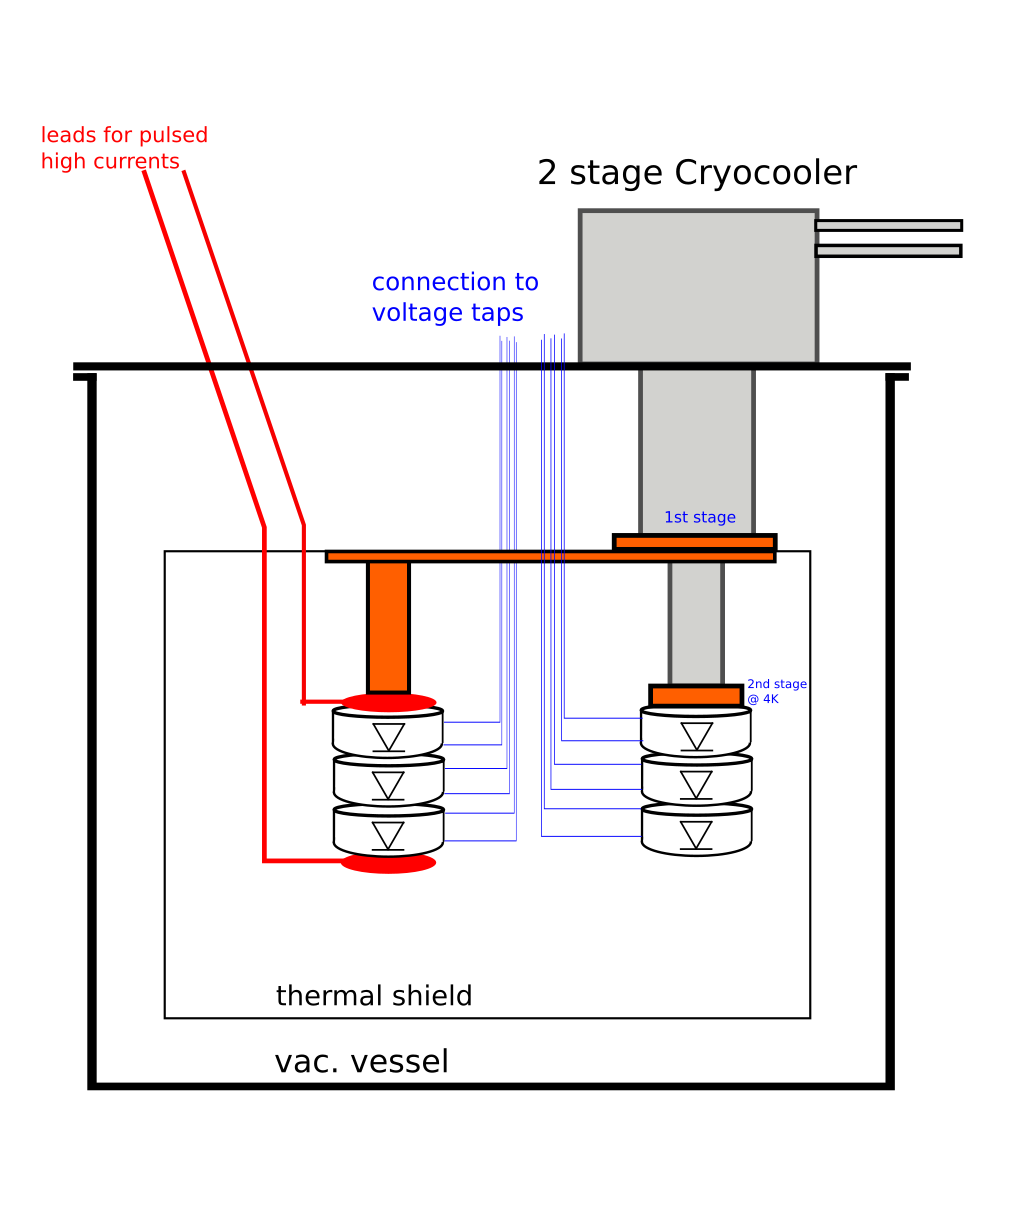 leads for pulsed
high currents
2 stage Cryocooler
connection to
voltage taps
1st stage
2nd stage
@ 4K
thermal shield
vac. vessel